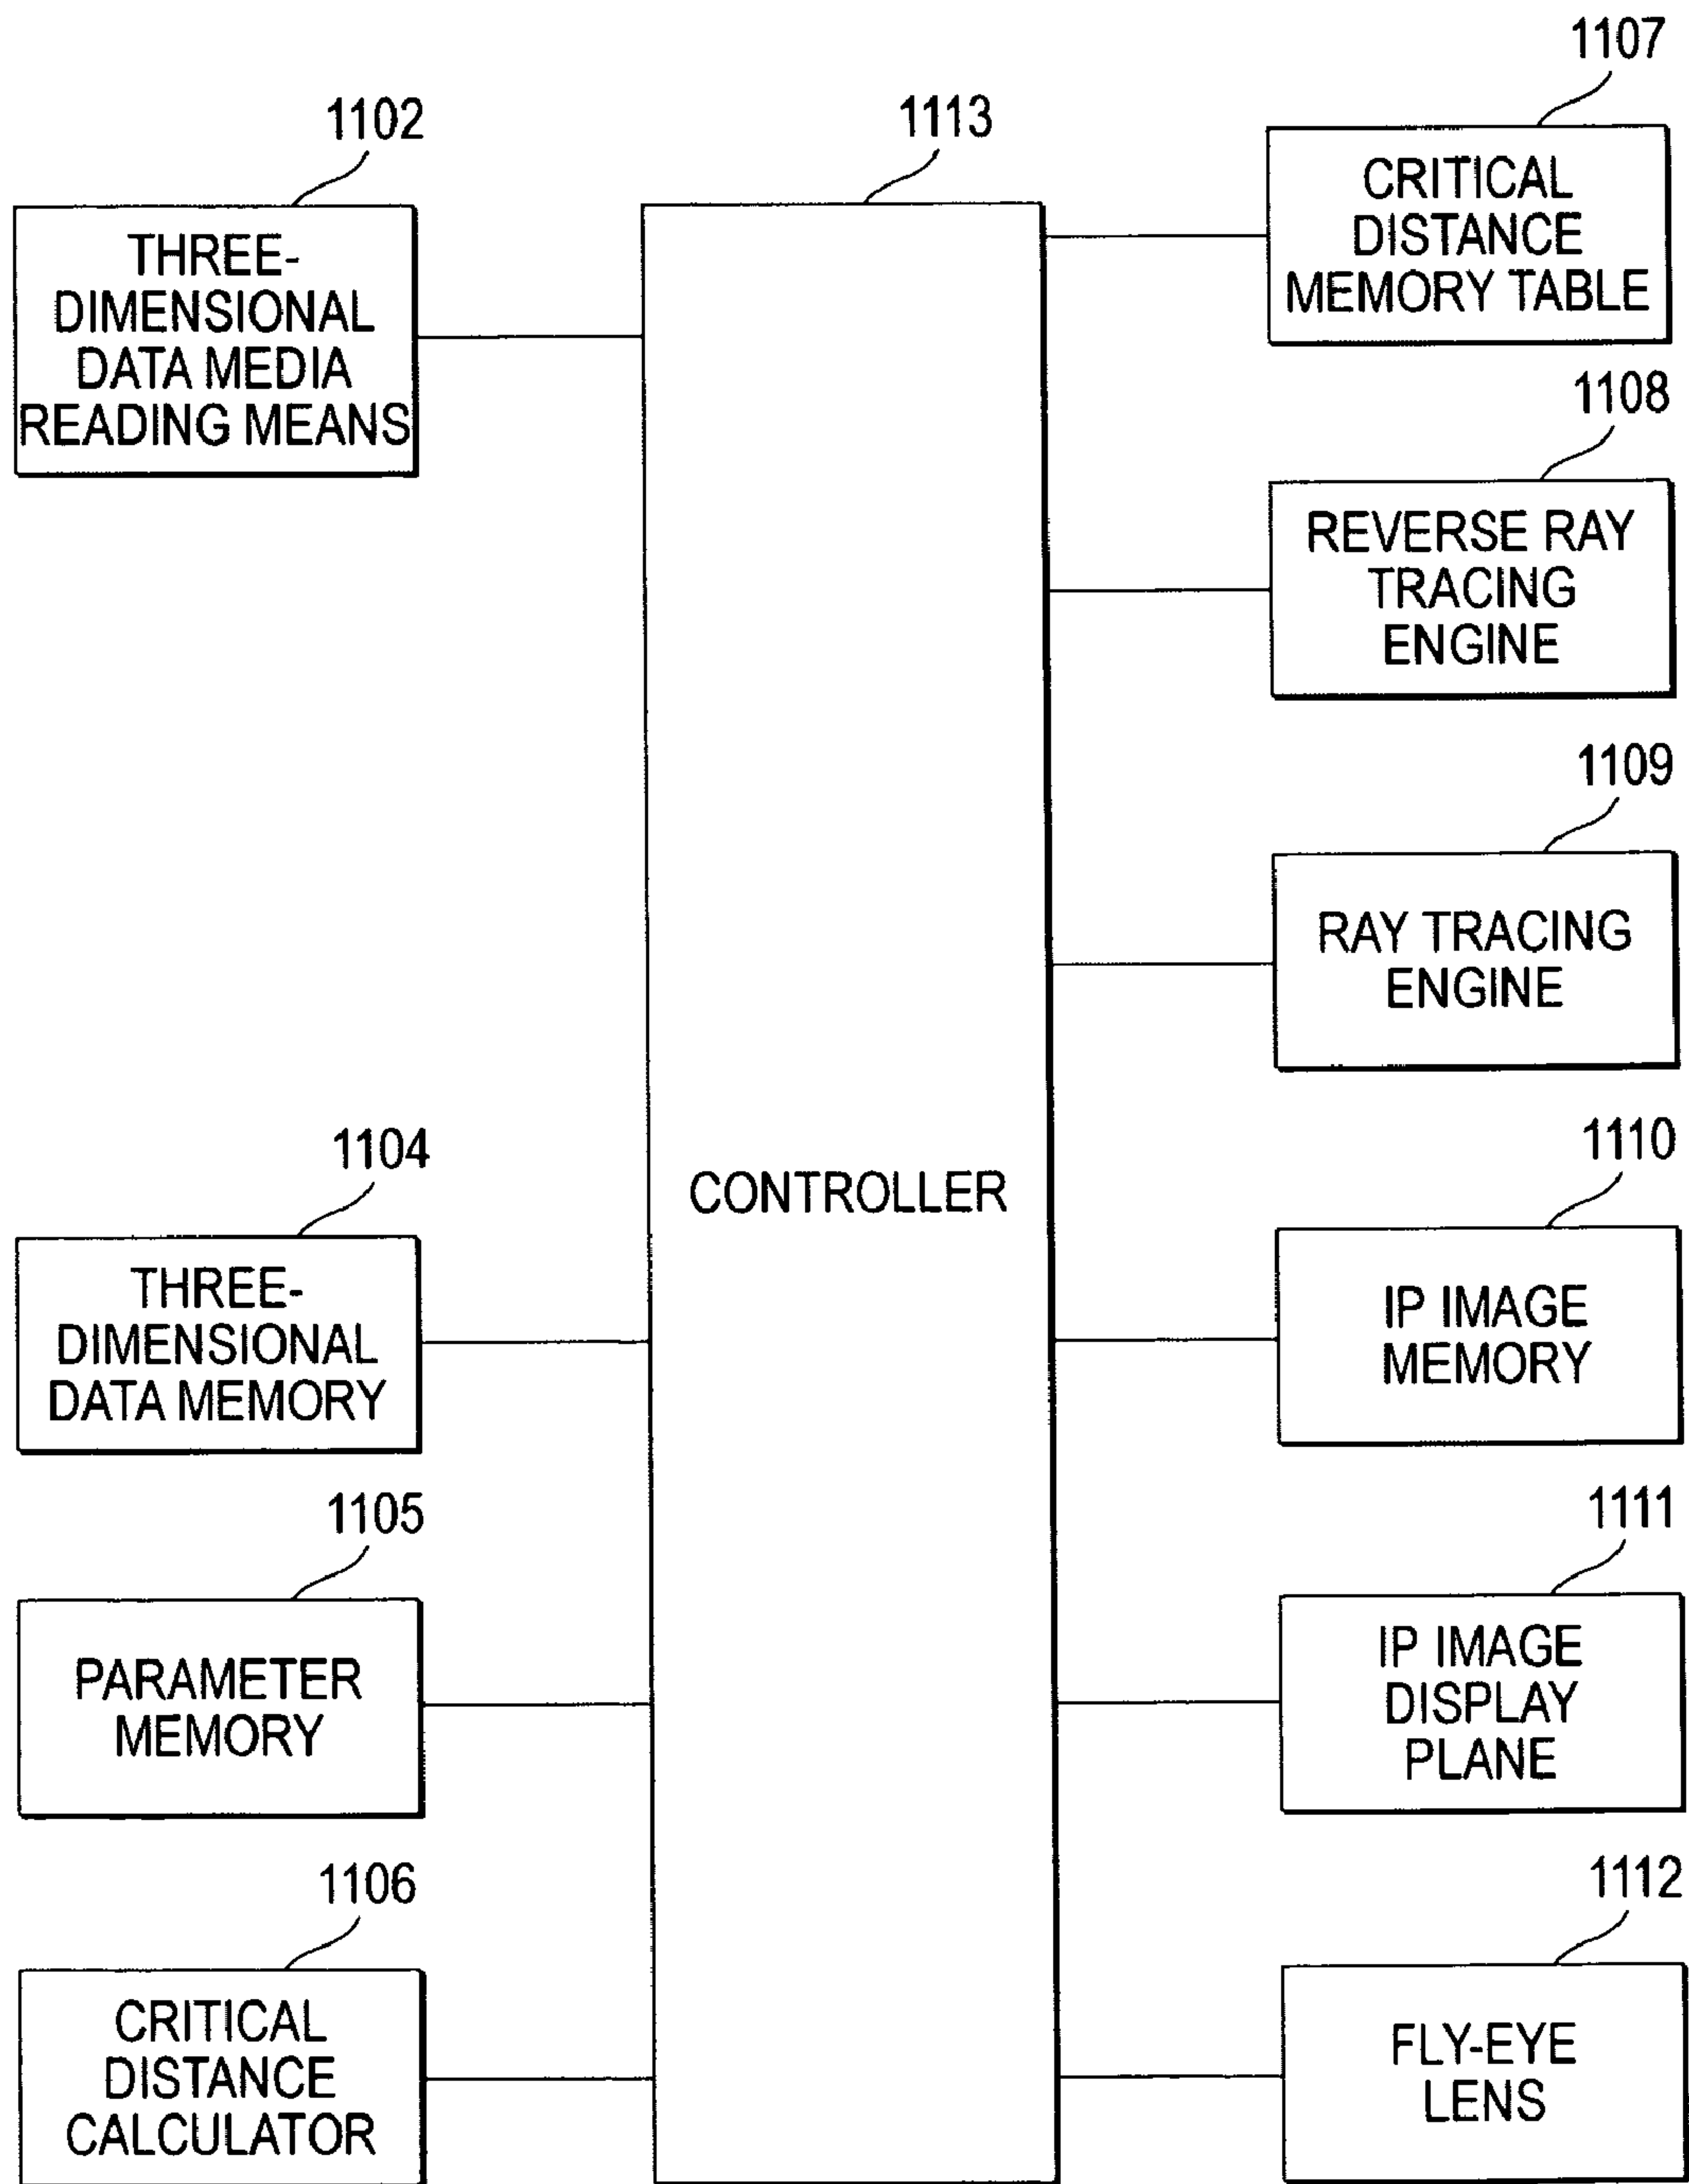 1102
THREE-
DIMENSIONAL
DATA MEDIA
READING MEANS
1104
THREE-
DIMENSIONAL
DATA MEMORY
1105
PARAMETER
MEMORY
1106
CRITICAL
DISTANCE
CALCULATOR
1113
CONTROLLER
1107
CRITICAL
DISTANCE
MEMORY TABLE
1108
REVERSE RAY
TRACING
ENGINE
1109
RAY TRACING
ENGINE
1110
IP IMAGE
MEMORY
1111
IP IMAGE
DISPLAY
PLANE
1112
FLY-EYE
LENS